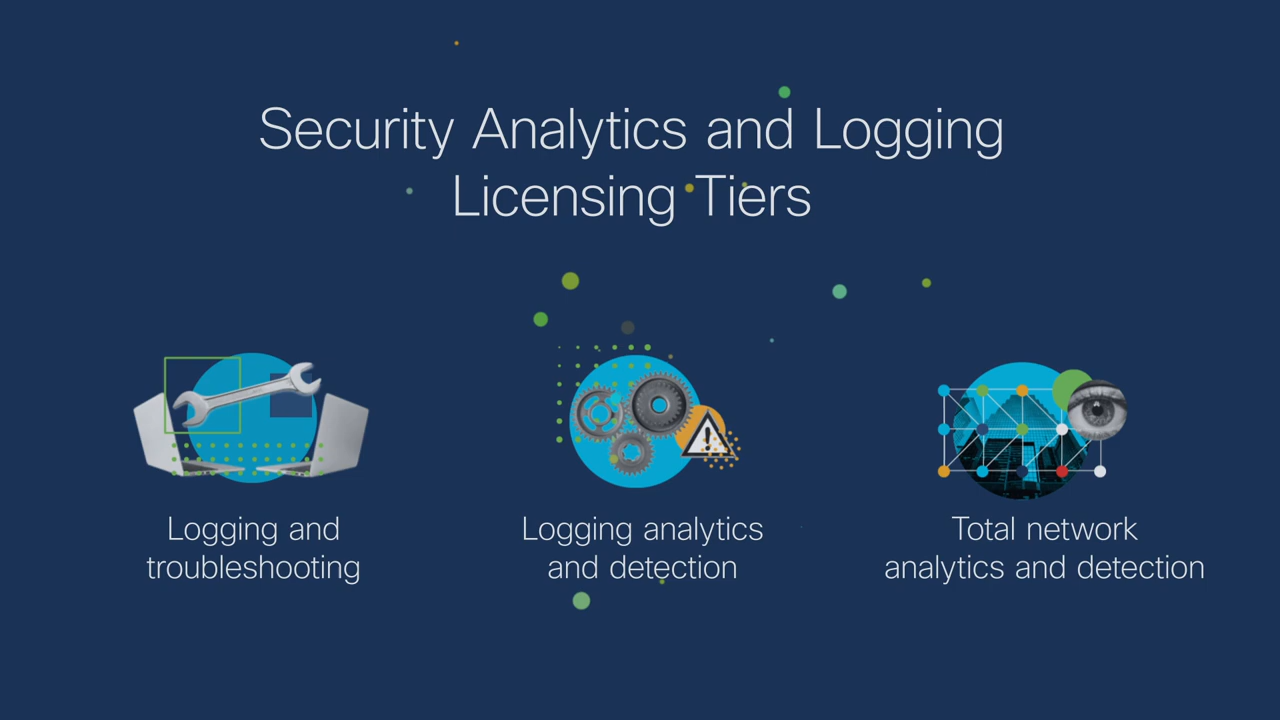 Security Analytics and Logging
Licensing Tiers
Logging and
troubleshooting
Logging analytics
and detection
Total network
analytics and detection